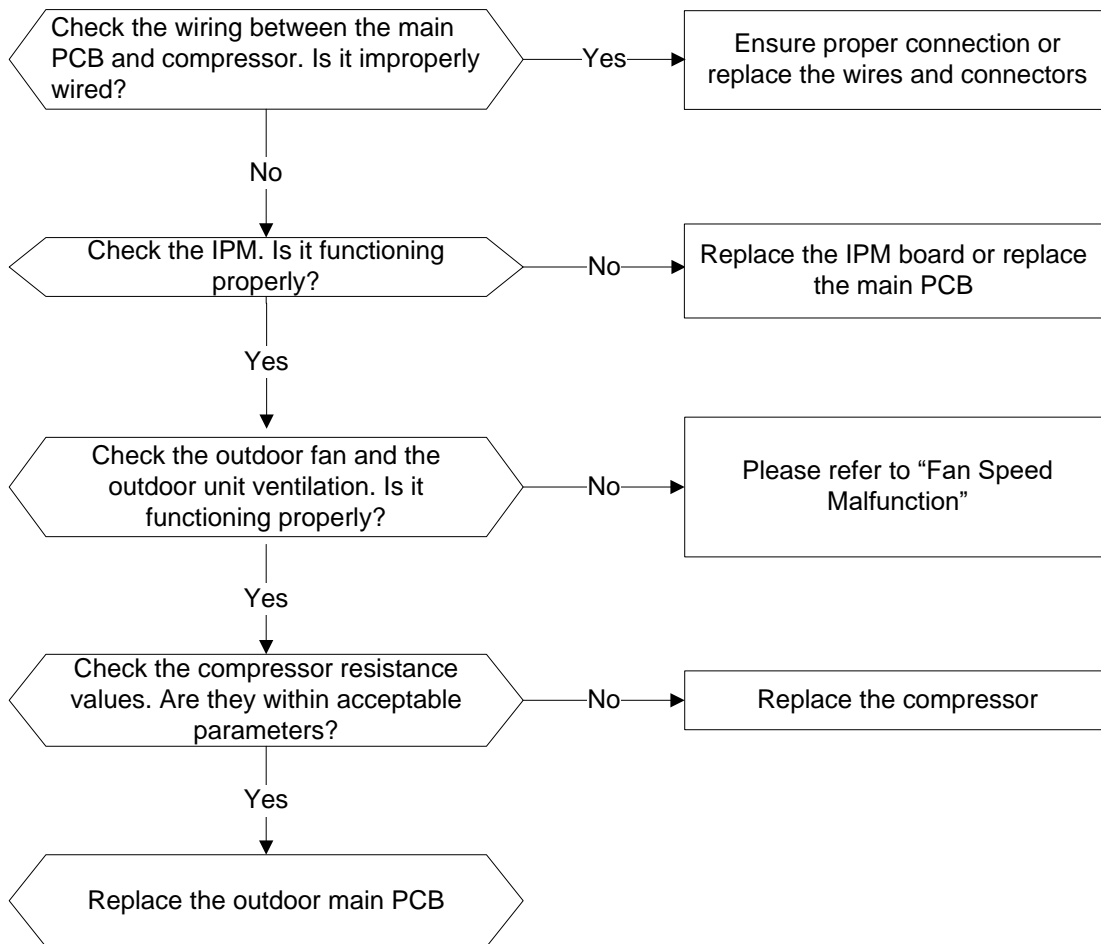 Check the wiring between the main
PCB and compressor. Is it improperly
wired?
Yes
Ensure proper connection or
replace the wires and connectors
No
Check the IPM. Is it functioning
properly?
No
Replace the IPM board or replace
the main PCB
Yes
Check the outdoor fan and the
outdoor unit ventilation. Is it
functioning properly?
No
Please refer to “Fan Speed
Malfunction”
Yes
Check the compressor resistance
values. Are they within acceptable
parameters?
No
Replace the compressor
Yes
Replace the outdoor main PCB